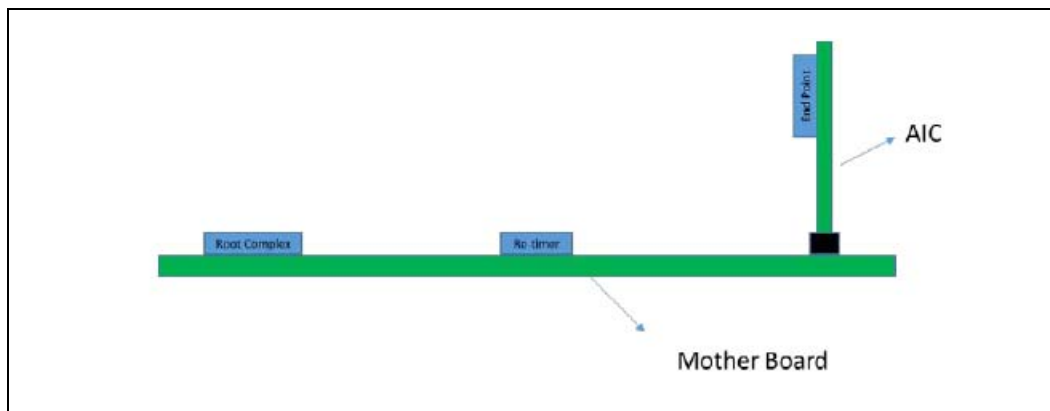 End Point
AIC
Root Complex
Re-timer
Mother Board